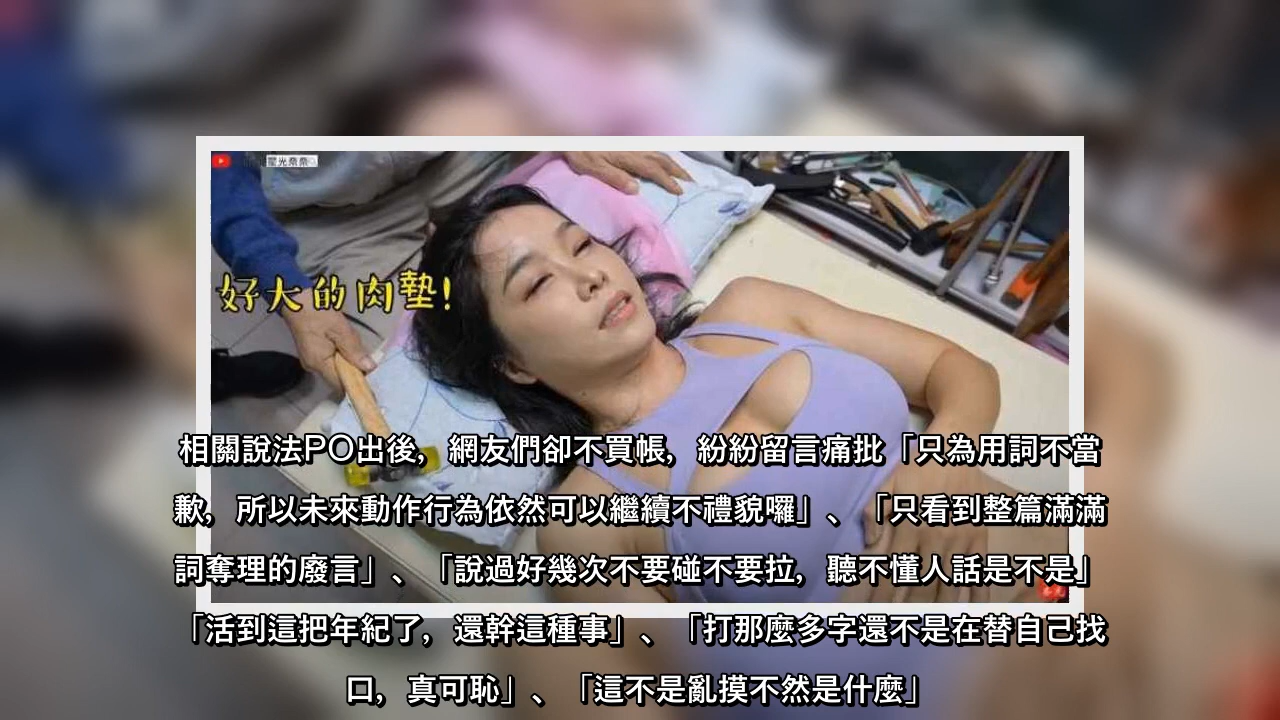 星光奈奈
好大的肉墊!
相關說法PO出後，網友們卻不買帳，紛紛留言痛批「只為用詞不當
歉，所以未來動作行為依然可以繼續不禮貌囉」、「只看到整篇滿滿
詞奪理的廢言」、「說過好幾次不要碰不要拉，聽不懂人話是不是」
「活到這把年紀了，還幹這種事」、「打那麼多字還不是在替自己找
口，真可恥」、「這不是亂摸不然是什麼」